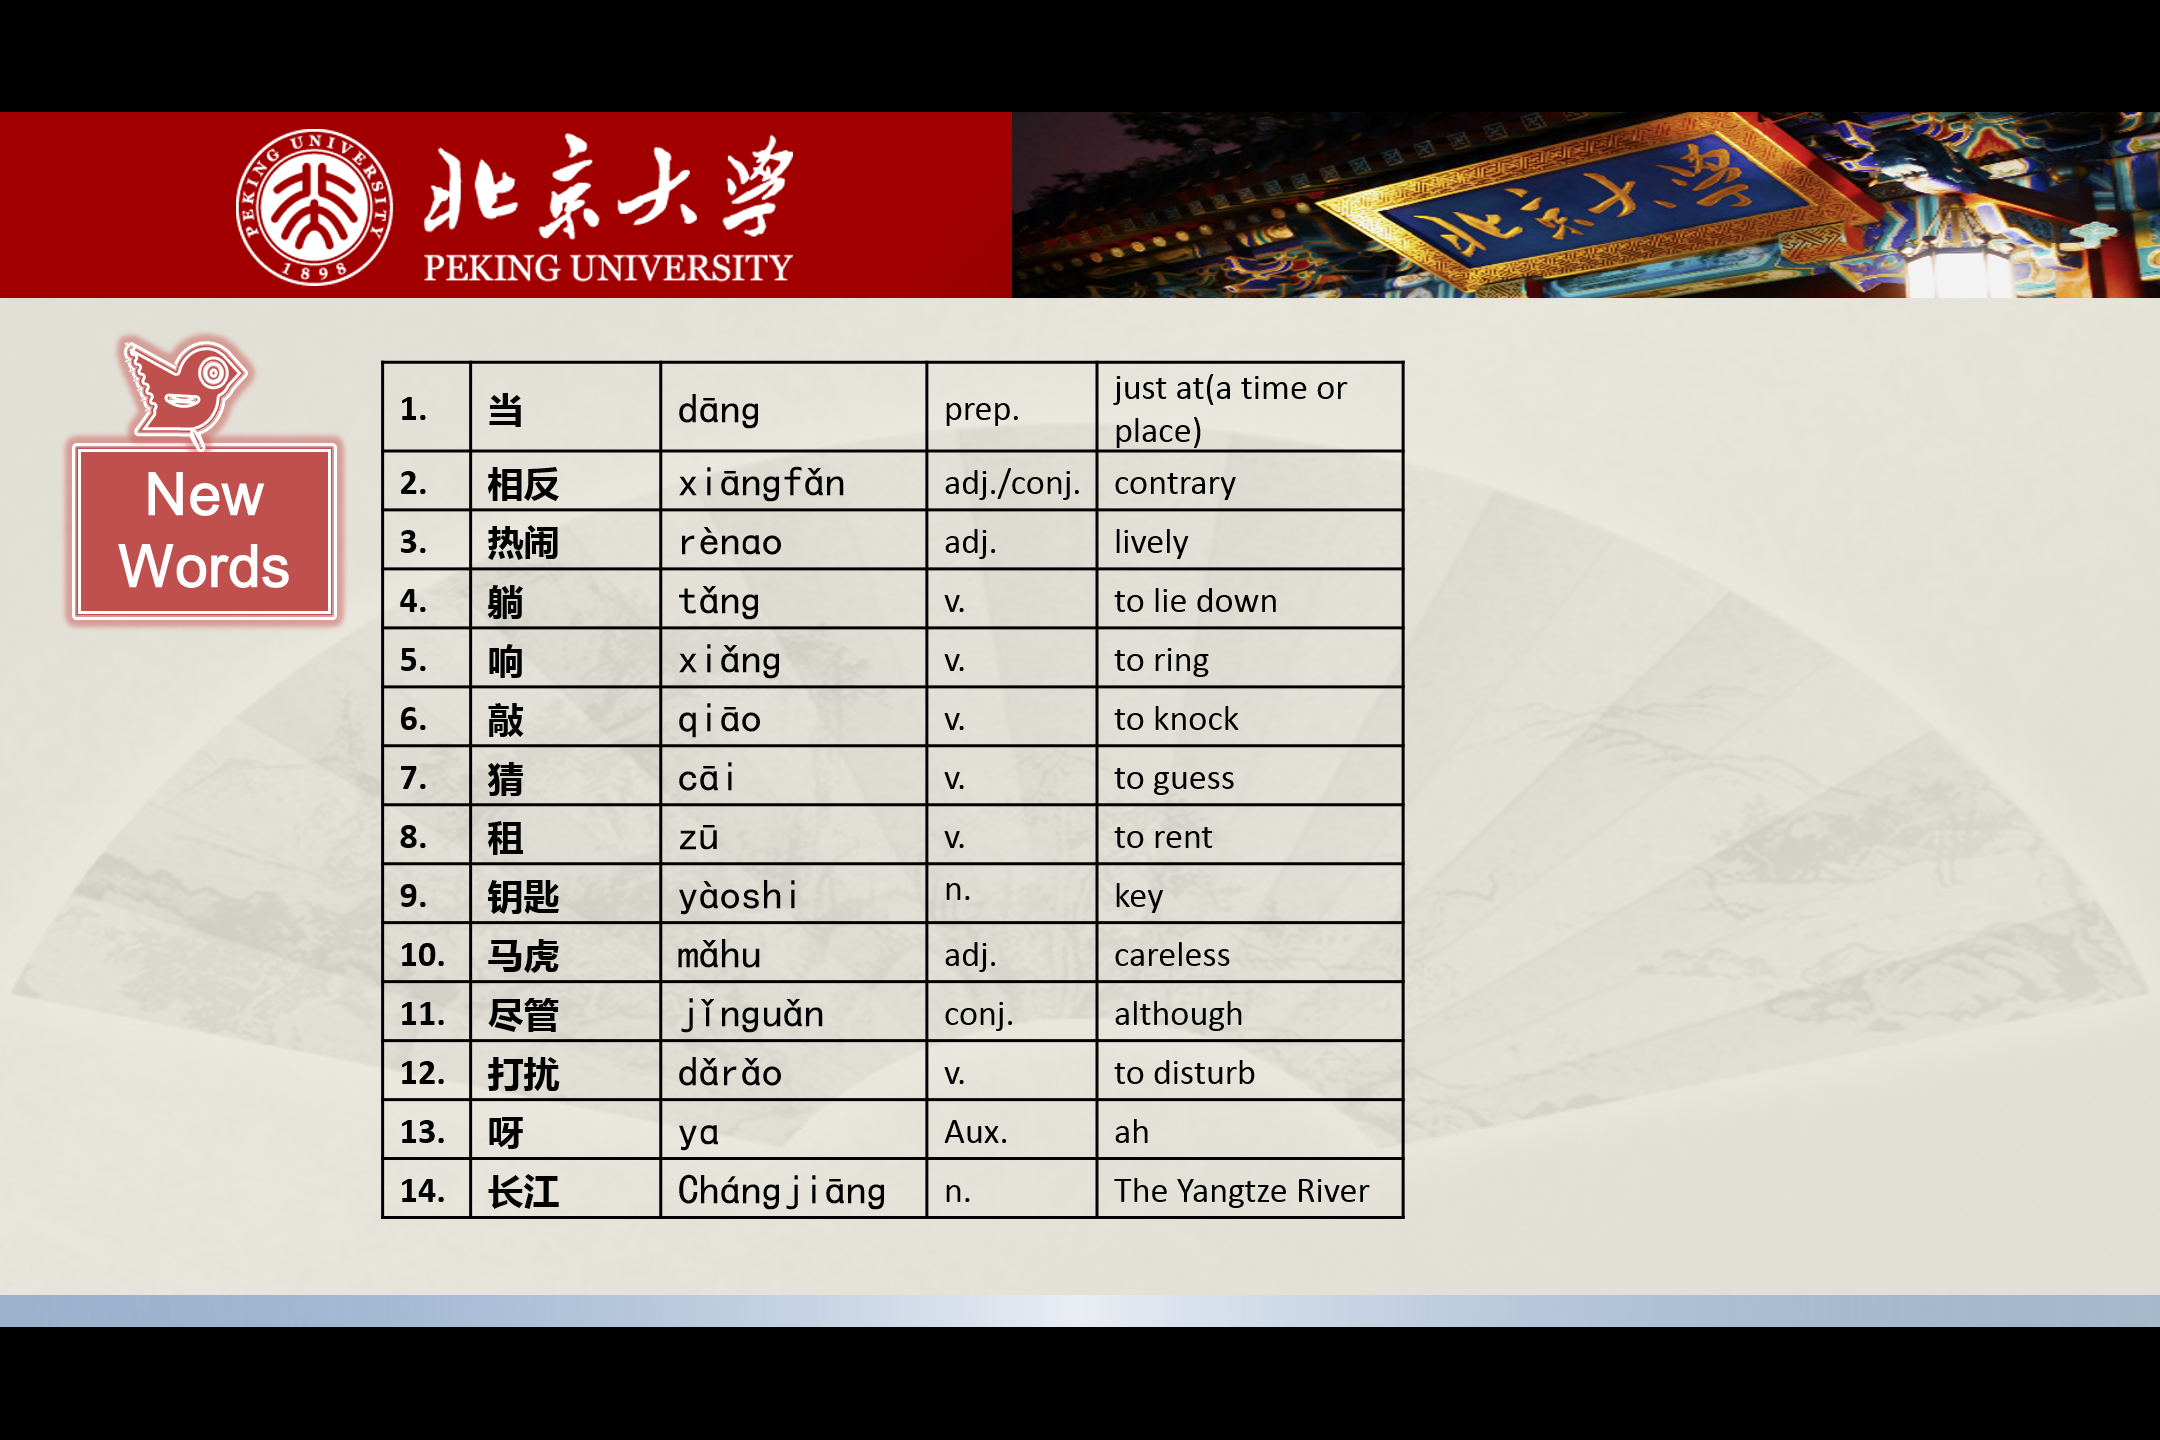 PEKING UNIVERSITY
1898
北京大学
PEKING UNIVERSITY
北京大学
New
Words
1. 当 dāng prep. just at(a time or
place)
2. 相反 xiāngfǎn adj./conj. contrary
3. 热闹 rènao adj. lively
4. 躺 tǎng v. to lie down
5. 响 xiǎng v. to ring
6. 敲 qiāo v. to knock
7. 猜 cāi v. to guess
8. 租 zū v. to rent
9. 钥匙 yàoshi n. key
10. 马虎 mǎhu adj. careless
11. 尽管 jǐnguǎn conj. although
12. 打扰 dǎrǎo v. to disturb
13. 呀 ya Aux. ah
14. 长江 Chángjiāng n. The Yangtze River